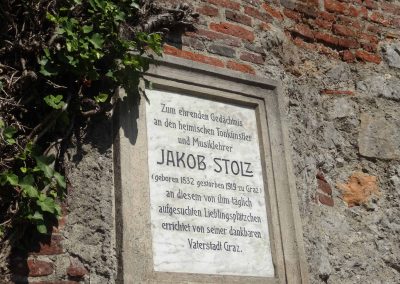 Zum ehrenden Gedächtnis
an den heimischen Tonkünstler
und Musiklehrer
JAKOB STOLZ
(geboren 1832 gestorben 1919 zu Graz)
an diesem von ihm täglich
aufgesuchten Lieblingsplätzchen
errichtet von seiner dankbaren
Vaterstadt Graz.